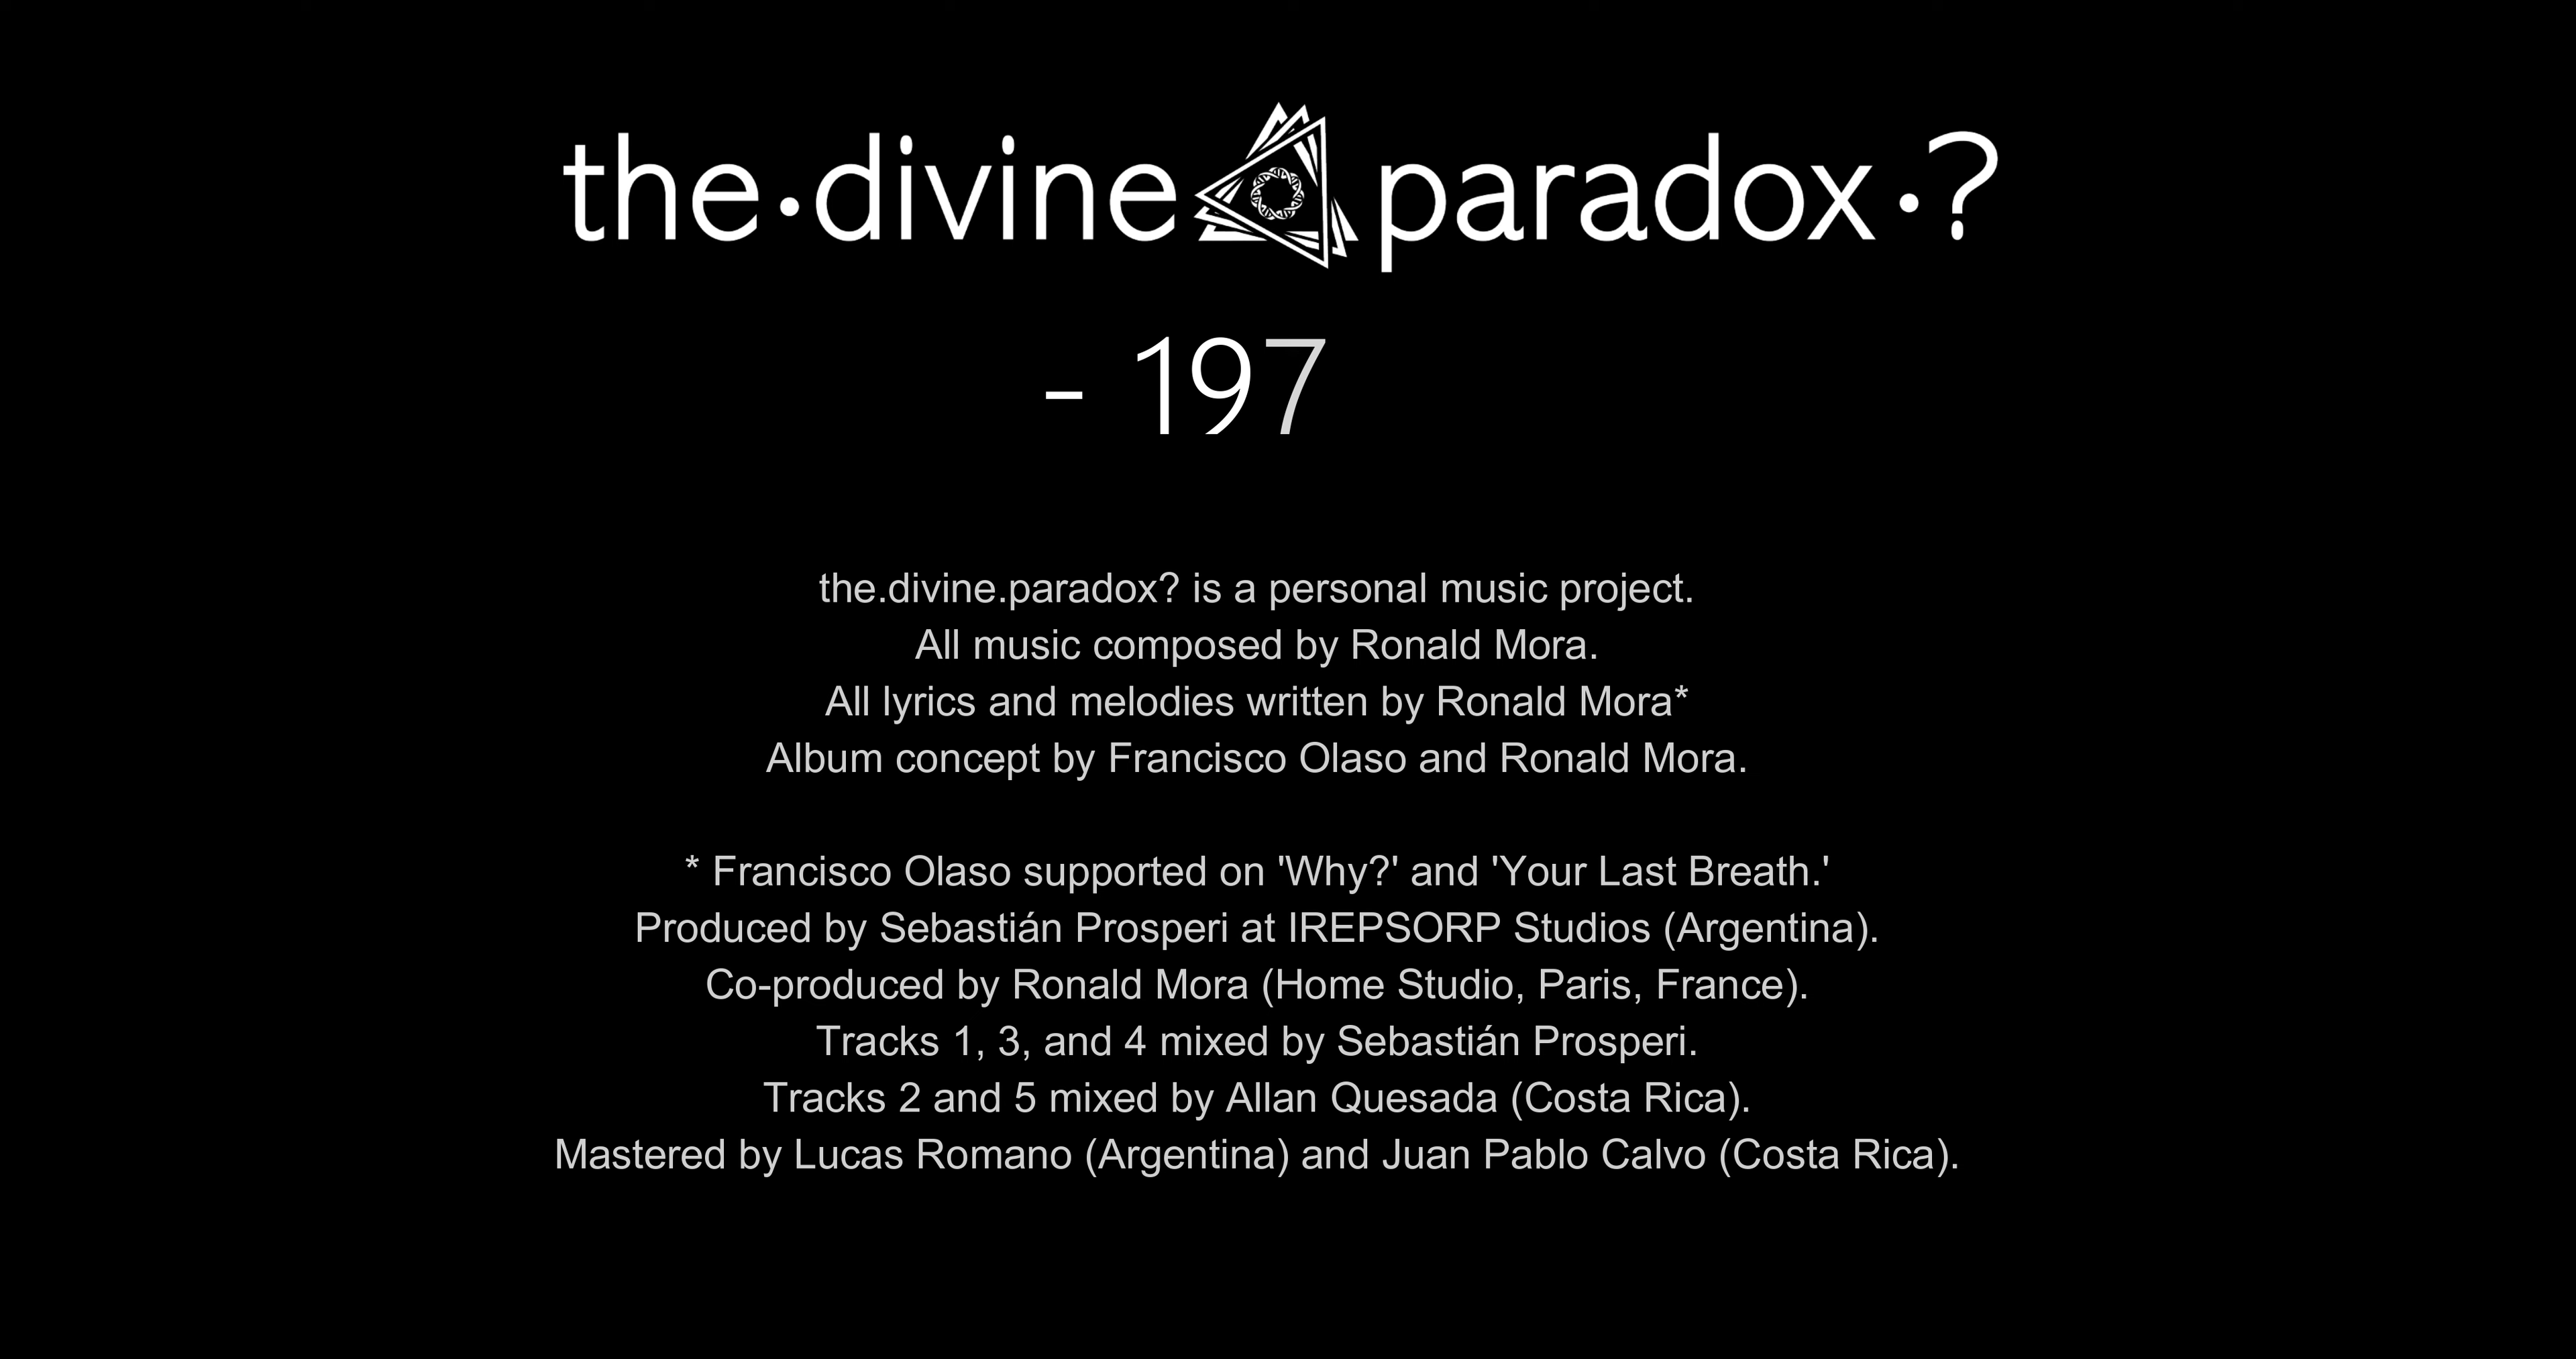 the·divine paradox·?
- 197
the.divine.paradox? is a personal music project.
All music composed by Ronald Mora.
All lyrics and melodies written by Ronald Mora*
Album concept by Francisco Olaso and Ronald Mora.
* Francisco Olaso supported on 'Why?' and 'Your Last Breath.'
Produced by Sebastián Prosperi at IREPSORP Studios (Argentina).
Co-produced by Ronald Mora (Home Studio, Paris, France).
Tracks 1, 3, and 4 mixed by Sebastián Prosperi.
Tracks 2 and 5 mixed by Allan Quesada (Costa Rica).
Mastered by Lucas Romano (Argentina) and Juan Pablo Calvo (Costa Rica).